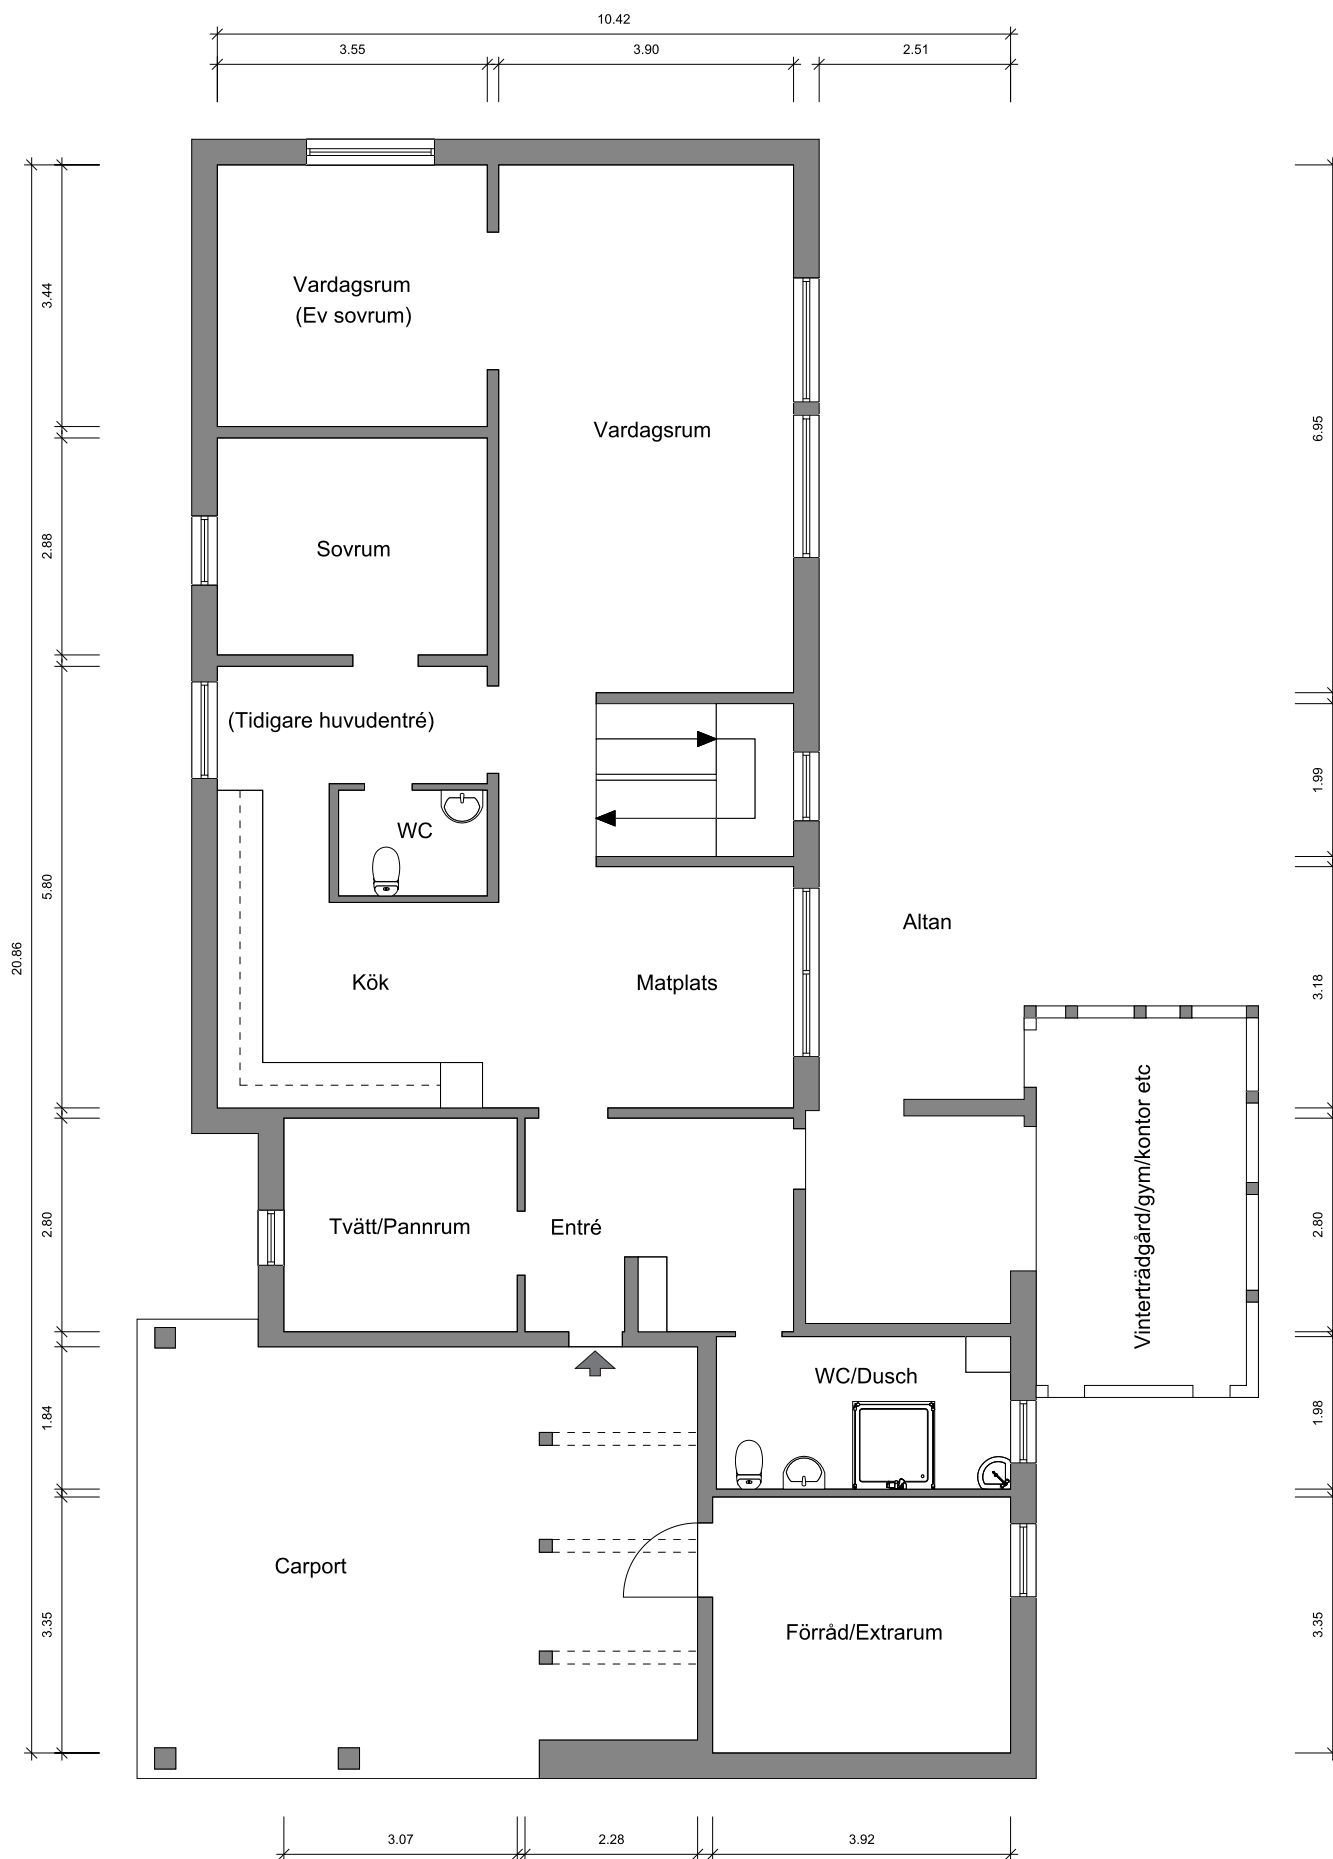 10.42
3.55
3.90
2.51
Vardagsrum
(Ev sovrum)
3.44
Vardagsrum
6.95
Sovrum
2.88
(Tidigare huvudentré)
1.99
WC
5.80
20.86
Altan
Kök
Matplats
3.18
Vinterträdgård/gym/kontor etc
Tvätt/Pannrum
Entré
2.80
2.80
WC/Dusch
1.84
1.98
Carport
Förråd/Extrarum
3.35
3.35
3.07
2.28
3.92